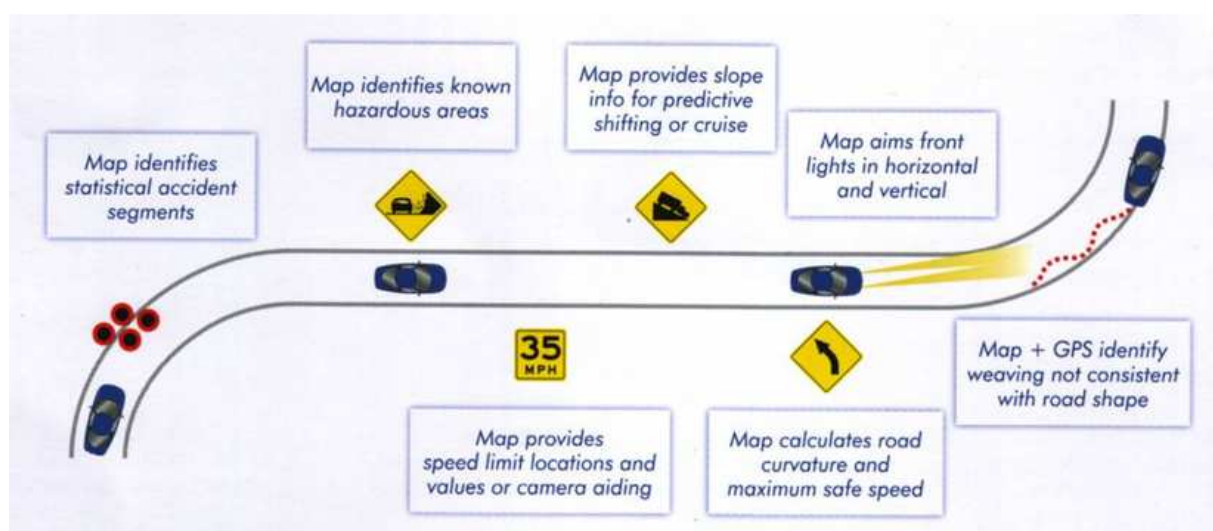 Map identifies
statistical accident
segments
Map identifies known
hazardous areas
Map provides slope
info for predictive
shifting or cruise
Map aims front
lights in horizontal
and vertical
35
MPH
Map provides
speed limit locations and
values or camera aiding
Map calculates road
curvature and
maximum safe speed
Map + GPS identify
weaving not consistent
with road shape